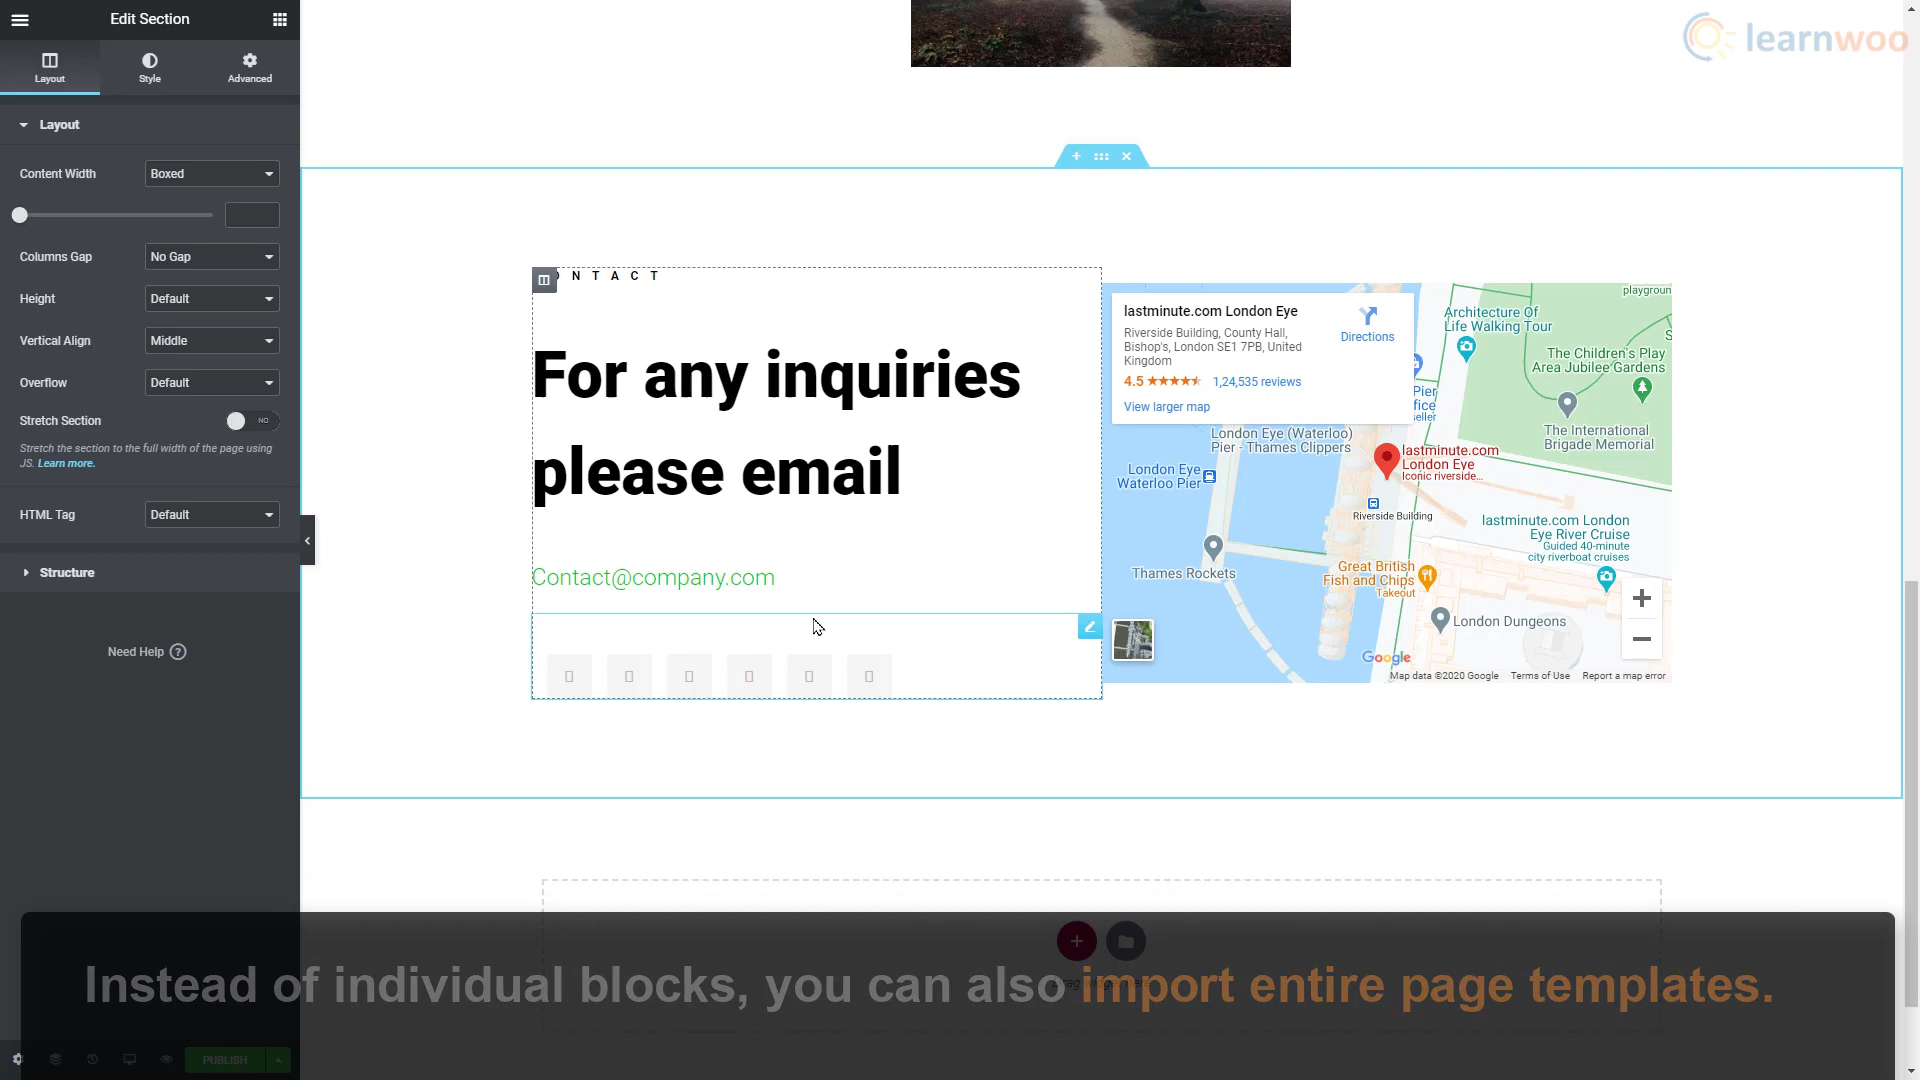 Edit Section
learnwoo
Layout
Style
Advanced
Layout
Content Width
Boxed
Columns Gap
No Gap
Height
Default
Vertical Align
Middle
Overflow
Default
Stretch Section
NO
Stretch the section to the full width of the page using
JS. Learn more.
HTML Tag
Default
Structure
Need Help
PUBLISH
ONTACT
For any inquiries
please email
Contact@company.com
lastminute.com London Eye
Riverside Building, County Hall,
Bishop's, London SE1 7PB, United
Kingdom
4.5
1,24,535 reviews
View larger map
Directions
playgroun
Architecture Of
Life Walking Tour
The Children's Play
Area Jubilee Gardens
Pier
fice
seller
The International
Brigade Memorial
London Eye (Waterloo)
Pier - Thames Clippers
London Eye
Waterloo Pier
lastminute.com
London Eye
Iconic riverside...
Riverside Building
lastminute.com London
Eye River Cruise
Guided 40-minute
city riverboat cruises
Thames Rockets
Great British
Fish and Chips
Takeout
London Dungeons
Google
Map data ©2020 Google
Terms of Use
Report a map error
Instead of individual blocks, you can also import entire page templates.